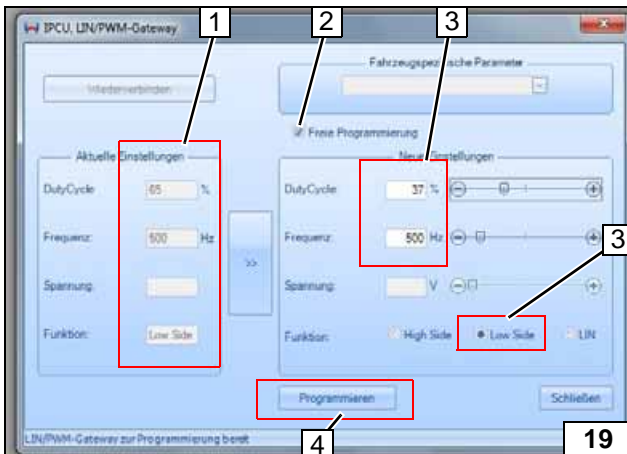 1 2 3
IPCU, LIN/PWM-Gateway
Fahrzeugspezifische Parameter
Wiederverbinden
Freie Programmierung
Aktuelle Einstellungen
Neue Einstellungen
DutyCycle: 65 % DutyCycle: 37 %
Frequenz: 500 Hz Frequenz: 500 Hz
3
>>
Spannung: Spannung: V
Funktion: Low Side Funktion: High Side Low Side LIN
Programmieren Schließen
LIN/PWM-Gateway zur Programmierung bereit
4
19